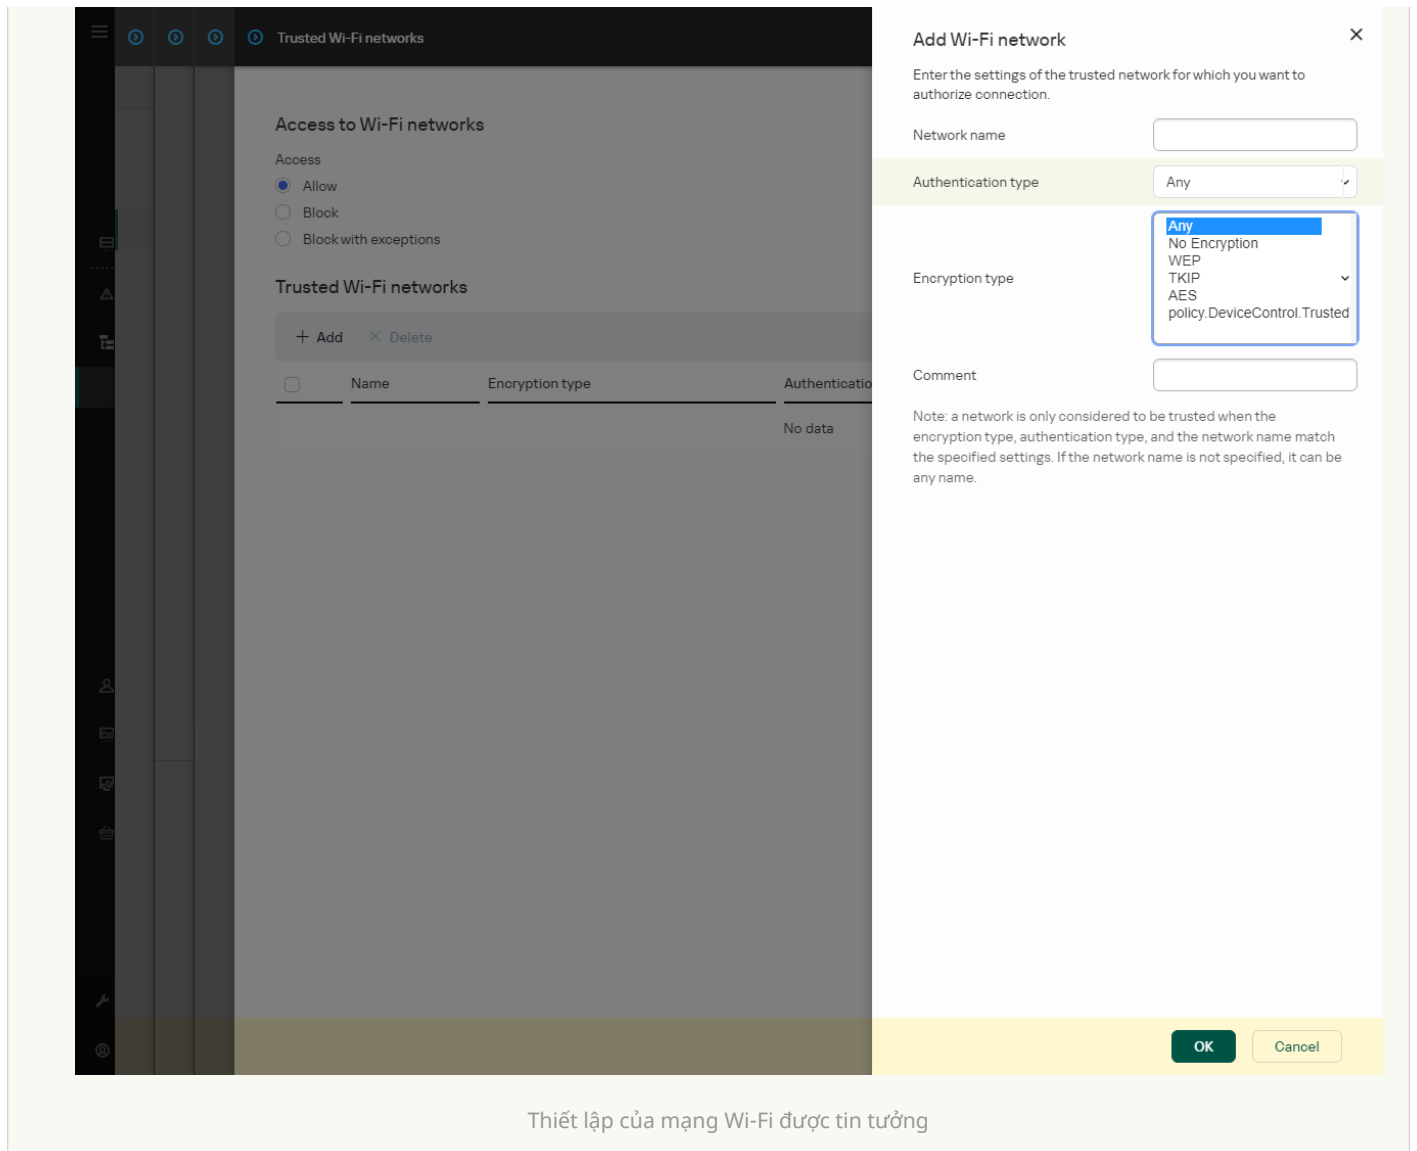 Trusted Wi-Fi networks
Access to Wi-Fi networks
Access
Allow
Block
Block with exceptions
Trusted Wi-Fi networks
Add Delete
Name Encryption type Authenticatio
No data
Add Wi-Fi network
Enter the settings of the trusted network for which you want to
authorize connection.
Network name
Authentication type Any
Encryption type
Any
No Encryption
WEP
TKIP
AES
policy.DeviceControl.Trusted
Comment
Note: a network is only considered to be trusted when the
encryption type, authentication type, and the network name match
the specified settings. If the network name is not specified, it can be
any name.
OK Cancel
Thiết lập của mạng Wi-Fi được tin tưởng